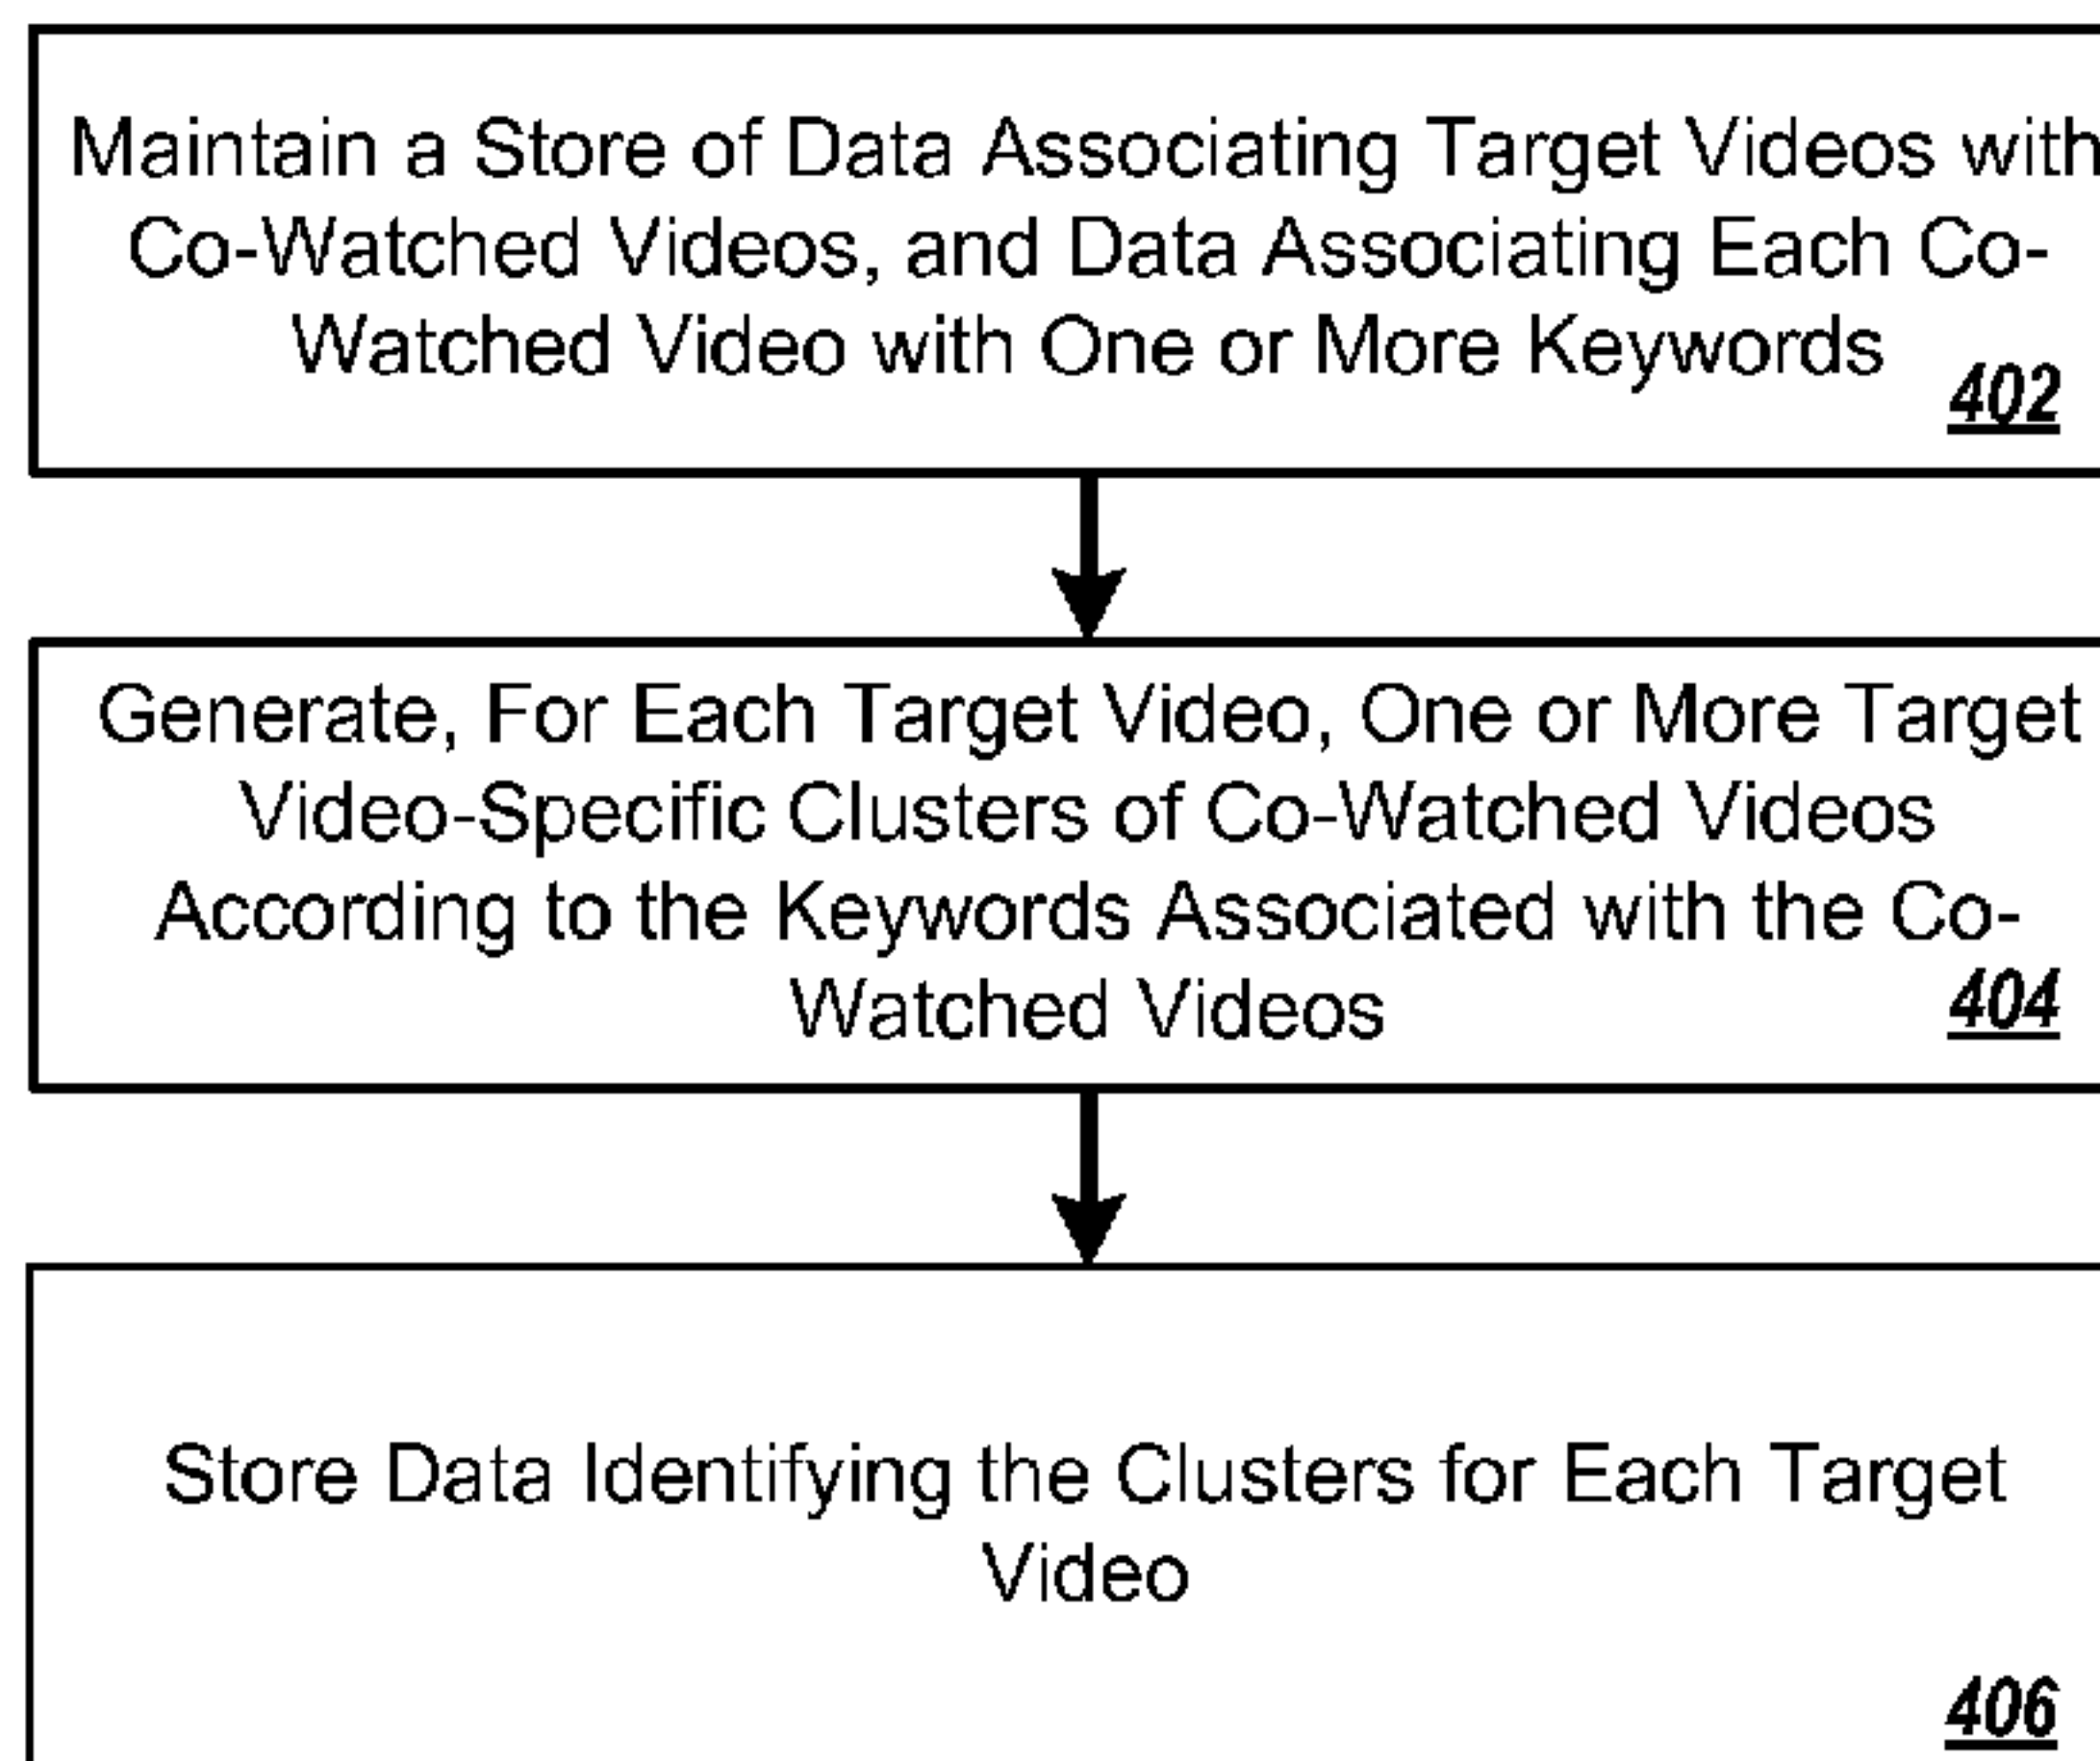 Maintain a Store of Data Associating Target Videos with
Co-Watched Videos, and Data Associating Each Co-
Watched Video with One or More Keywords
402
Generate, For Each Target Video, One or More Target
Video-Specific Clusters of Co-Watched Videos
According to the Keywords Associated with the Co-
Watched Videos
404
Store Data Identifying the Clusters for Each Target
Video
406